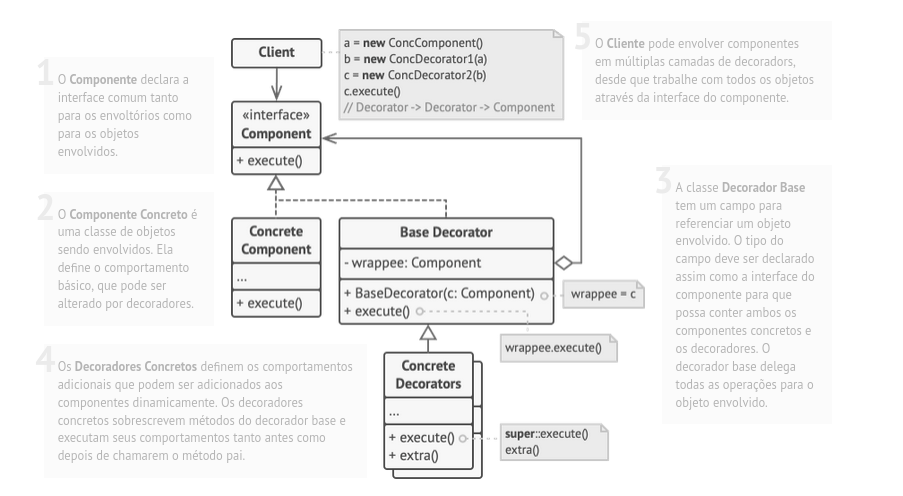 Client
a = new ConcComponent()
b = new ConcDecorator1(a)
c = new ConcDecorator2(b)
c.execute()
// Decorator -> Decorator -> Component
5
O Cliente pode envolver componentes
em múltiplas camadas de decoradors,
desde que trabalhe com todos os objetos
através da interface do componente.
1
O Componente declara a
interface comum tanto
para os envoltórios como
para os objetos
envolvidos.
«interface»
Component
+ execute()
2
O Componente Concreto é
uma classe de objetos
sendo envolvidos. Ela
define o comportamento
básico, que pode ser
alterado por decoradores.
Concrete
Component
...
+ execute()
Base Decorator
- wrappee: Component
+ BaseDecorator(c: Component)
+ execute()
wrappee = c
wrappee.execute()
3
A classe Decorador Base
tem um campo para
referenciar um objeto
envolvido. O tipo do
campo deve ser declarado
assim como a interface do
componente para que
possa conter ambos os
componentes concretos e
os decoradores. O
decorador base delega
todas as operações para o
objeto envolvido.
4
Os Decoradores Concretos definem os comportamentos
adicionais que podem ser adicionados aos
componentes dinamicamente. Os decoradores
concretos sobrescrevem métodos do decorador base e
executam seus comportamentos tanto antes como
depois de chamarem o método pai.
Concrete
Decorators
...
+ execute()
+ extra()
super::execute()
extra()